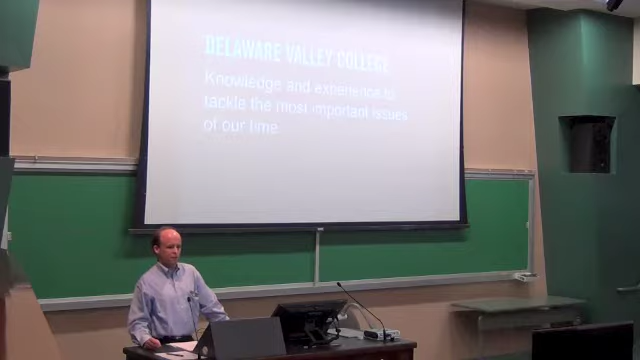 DELAWARE VALLEY COLLEGE
Knowledge and experience to
tackle the most important issues
of our time